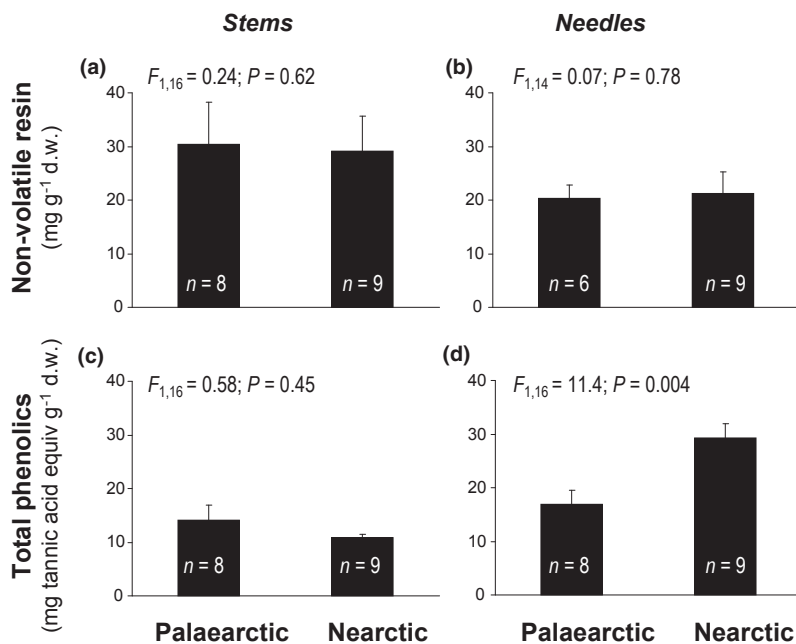 Stems
Needles
Non-volatile resin
(mg g⁻¹ d.w.)
(a)
F₁,₁₆ = 0.24; P = 0.62
40
30
20
10
0
n = 8
n = 9
(b)
F₁,₁₄ = 0.07; P = 0.78
40
30
20
10
0
n = 6
n = 9
Total phenolics
(mg tannic acid equiv g⁻¹ d.w.)
(c)
F₁,₁₆ = 0.58; P = 0.45
40
30
20
10
0
n = 8
n = 9
Palaearctic Nearctic
(d)
F₁,₁₆ = 11.4; P = 0.004
40
30
20
10
0
n = 8
n = 9
Palaearctic Nearctic